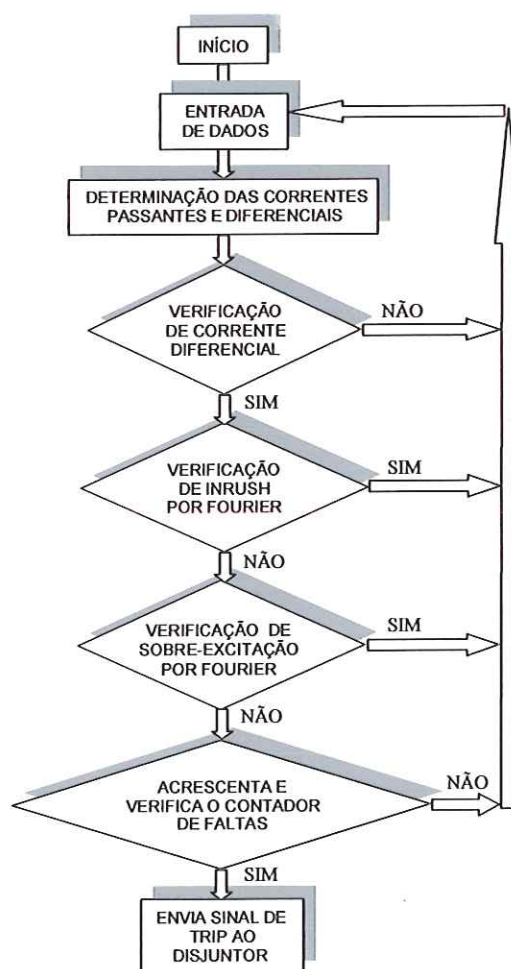 INÍCIO
ENTRADA
DE DADOS
DETERMINAÇÃO DAS CORRENTES
PASSANTES E DIFERENCIAIS
VERIFICAÇÃO
DE CORRENTE
DIFERENCIAL
NÃO
SIM
VERIFICAÇÃO
DE INRUSH
POR FOURIER
SIM
NÃO
VERIFICAÇÃO DE
SOBRE-EXCITAÇÃO
POR FOURIER
SIM
NÃO
ACRESCENTA E
VERIFICA O CONTADOR
DE FALTAS
NÃO
SIM
ENVIA SINAL DE
TRIP AO
DISJUNTOR